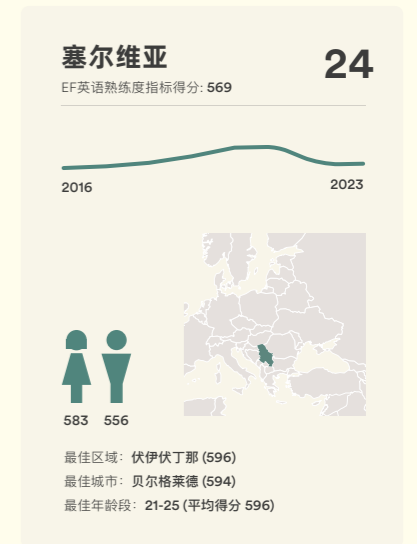 塞尔维亚
24
EF英语熟练度指标得分: 569
2016
2023
583 556
最佳区域：伏伊伏丁那 (596)
最佳城市：贝尔格莱德 (594)
最佳年龄段：21-25 (平均得分 596)